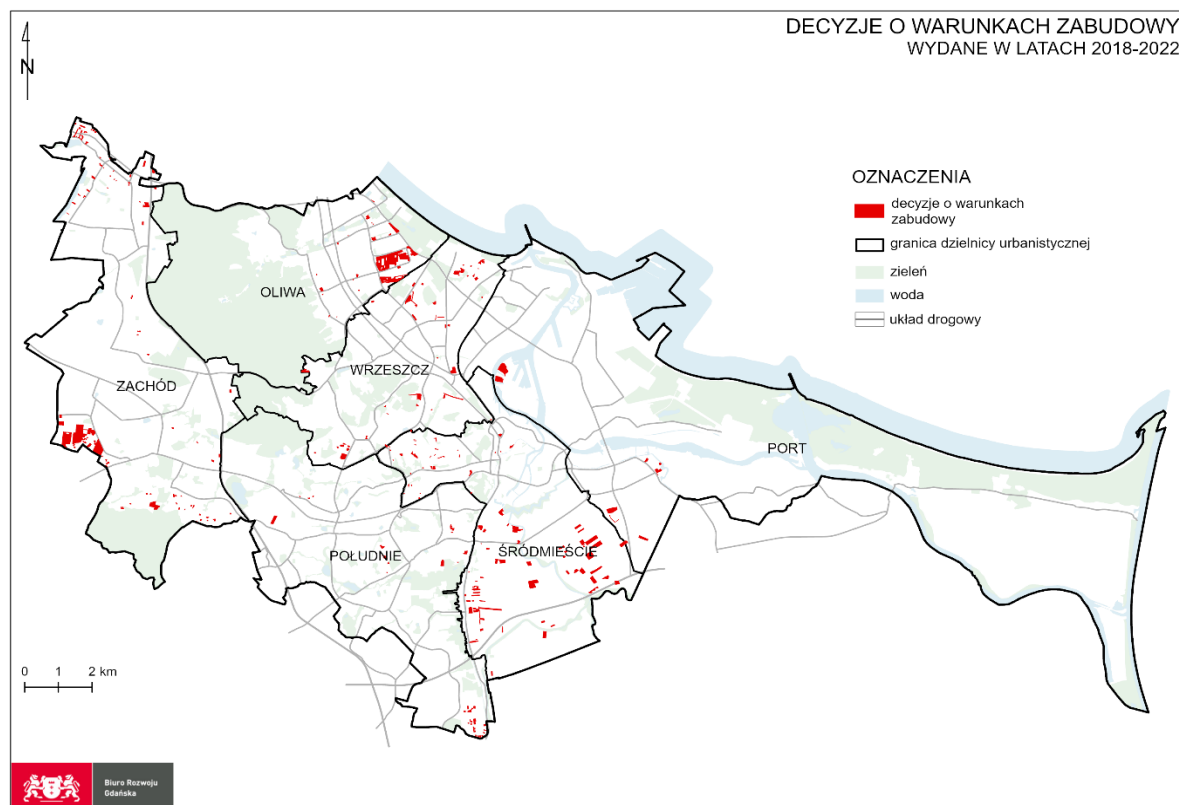 DECYZJE O WARUNKACH ZABUDOWY
WYDANE W LATACH 2018-2022
N
OZNACZENIA
decyzje o warunkach
zabudowy
granica dzielnicy urbanistycznej
zieleń
woda
układ drogowy
OLIWA
WRZESZCZ
ZACHÓD
PORT
POŁUDNIE
ŚRÓDMIEŚCIE
0 1 2 km
Biuro Rozwoju
Gdańska